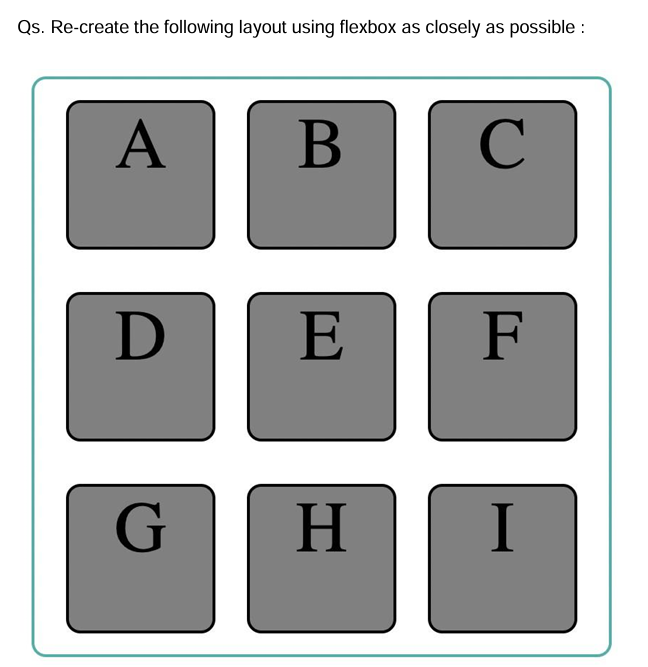 Qs. Re-create the following layout using flexbox as closely as possible :
A B C
D E F
G H I